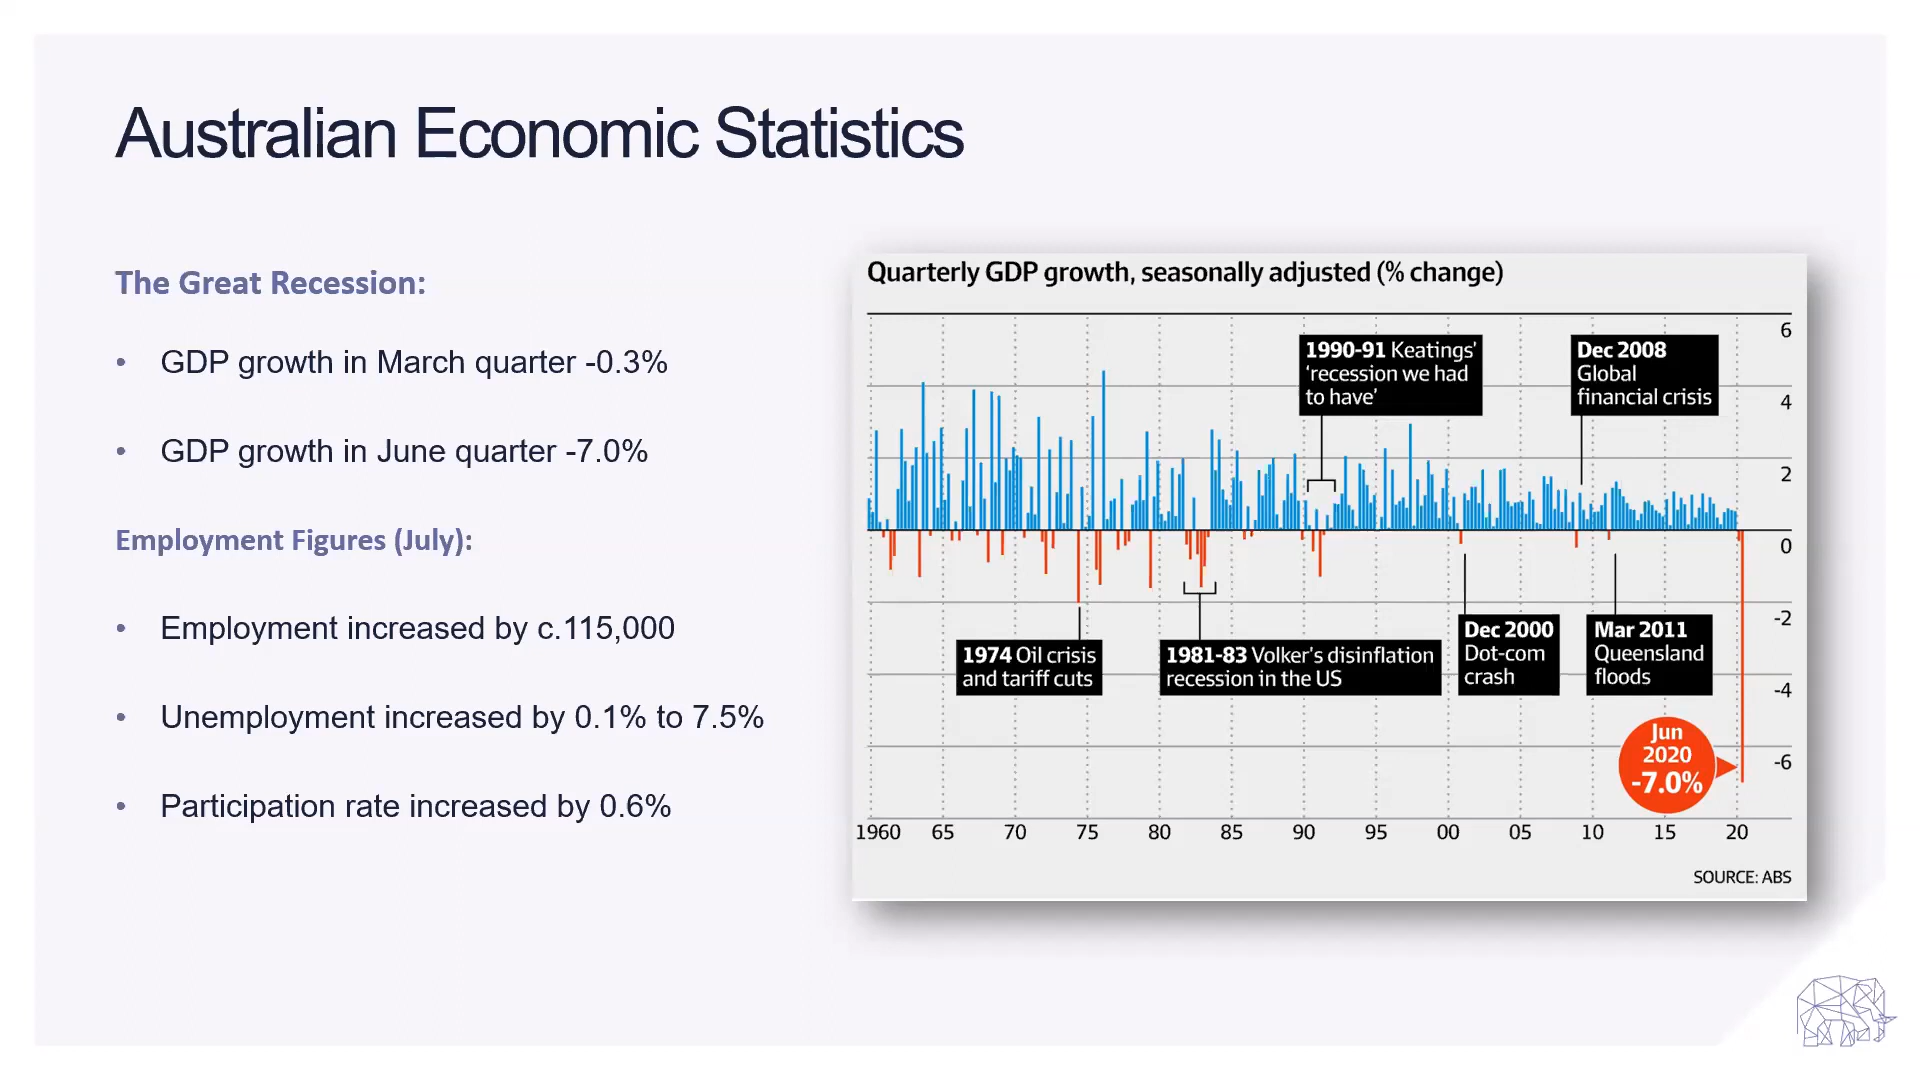 Australian Economic Statistics
The Great Recession:
• GDP growth in March quarter -0.3%
• GDP growth in June quarter -7.0%
Employment Figures (July):
• Employment increased by c.115,000
• Unemployment increased by 0.1% to 7.5%
• Participation rate increased by 0.6%
Quarterly GDP growth, seasonally adjusted (% change)
6
4
2
0
-2
-4
-6
1990-91 Keatings'
'recession we had
to have'
Dec 2008
Global
financial crisis
1974 Oil crisis
and tariff cuts
1981-83 Volker's disinflation
recession in the US
Dec 2000
Dot-com
crash
Mar 2011
Queensland
floods
Jun
2020
-7.0%
1960 65 70 75 80 85 90 95 00 05 10 15 20
SOURCE: ABS